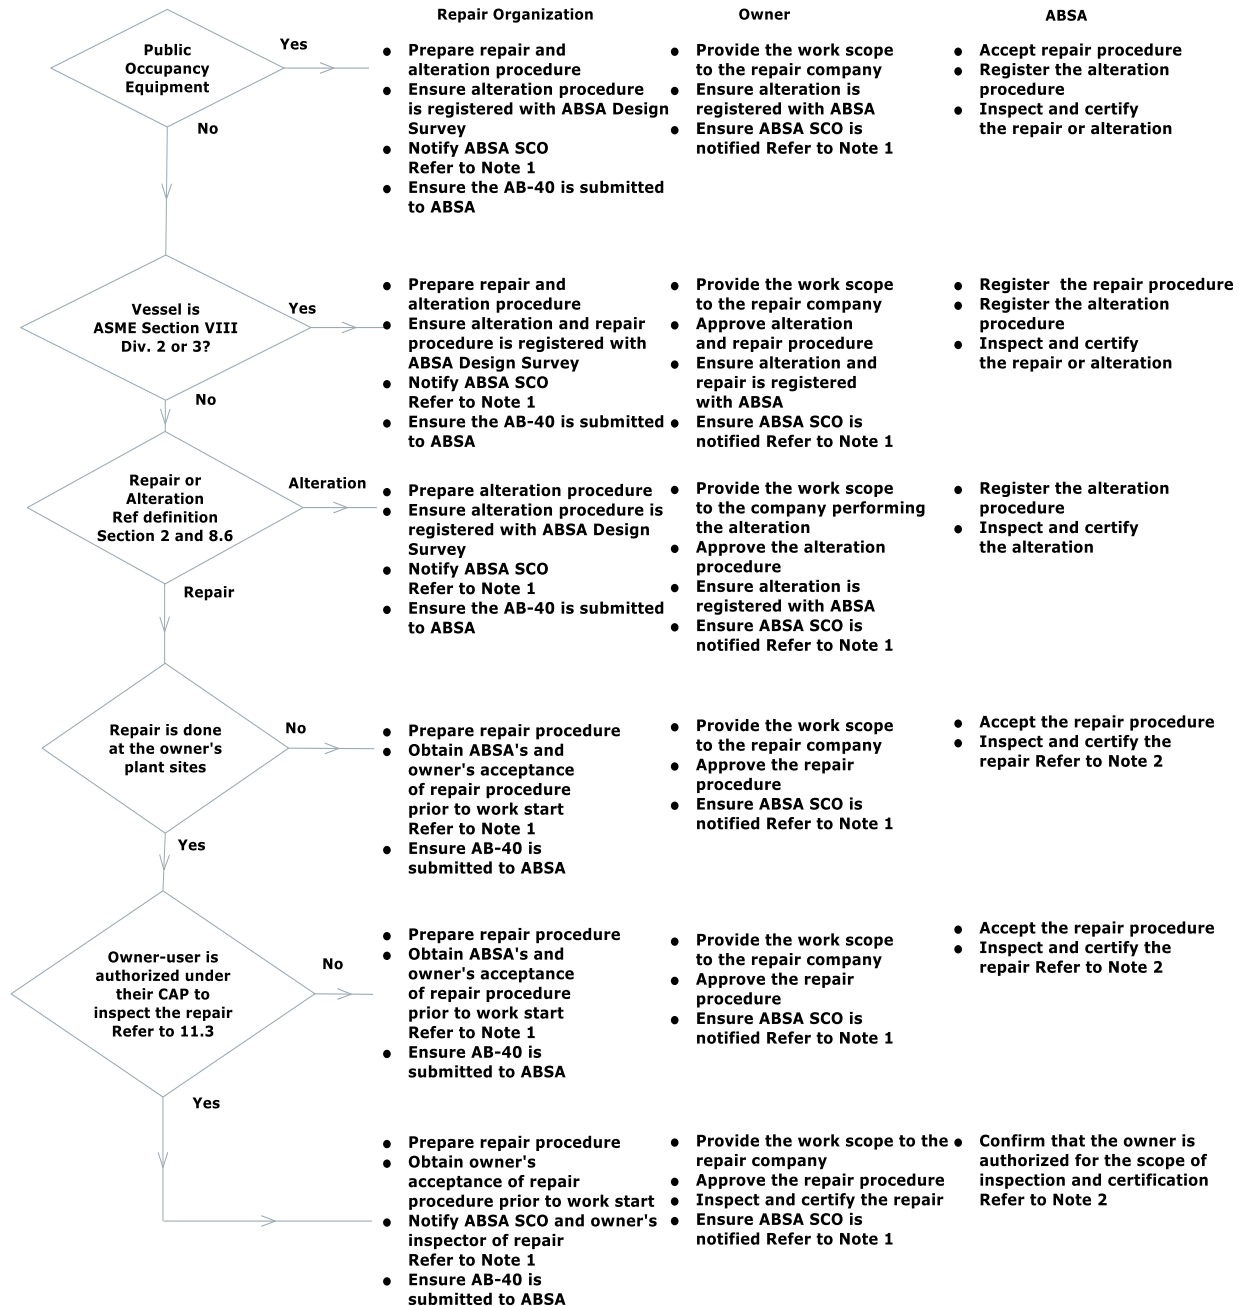 Repair Organization
Owner
ABSA
Public
Occupancy
Equipment
Yes
No
● Prepare repair and
alteration procedure
● Ensure alteration procedure
is registered with ABSA Design
Survey
● Notify ABSA SCO
Refer to Note 1
● Ensure the AB-40 is submitted
to ABSA
● Provide the work scope
to the repair company
● Ensure alteration is
registered with ABSA
● Ensure ABSA SCO is
notified Refer to Note 1
● Accept repair procedure
● Register the alteration
procedure
● Inspect and certify
the repair or alteration
Vessel is
ASME Section VIII
Div. 2 or 3?
Yes
No
● Prepare repair and
alteration procedure
● Ensure alteration and repair
procedure is registered with
ABSA Design Survey
● Notify ABSA SCO
Refer to Note 1
● Ensure the AB-40 is submitted
to ABSA
● Provide the work scope
to the repair company
● Approve alteration
and repair procedure
● Ensure alteration and
repair is registered
with ABSA
● Ensure ABSA SCO is
notified Refer to Note 1
● Register the repair procedure
● Register the alteration
procedure
● Inspect and certify
the repair or alteration
Repair or
Alteration
Ref definition
Section 2 and 8.6
Alteration
Repair
● Prepare alteration procedure
● Ensure alteration procedure is
registered with ABSA Design
Survey
● Notify ABSA SCO
Refer to Note 1
● Ensure the AB-40 is submitted
to ABSA
● Provide the work scope
to the company performing
the alteration
● Approve the alteration
procedure
● Ensure alteration is
registered with ABSA
● Ensure ABSA SCO is
notified Refer to Note 1
● Register the alteration
procedure
● Inspect and certify
the alteration
Repair is done
at the owner's
plant sites
No
Yes
● Prepare repair procedure
● Obtain ABSA's and
owner's acceptance
of repair procedure
prior to work start
Refer to Note 1
● Ensure AB-40 is
submitted to ABSA
● Provide the work scope
to the repair company
● Approve the repair
procedure
● Ensure ABSA SCO is
notified Refer to Note 1
● Accept the repair procedure
● Inspect and certify the
repair Refer to Note 2
Owner-user is
authorized under
their CAP to
inspect the repair
Refer to 11.3
No
Yes
● Prepare repair procedure
● Obtain ABSA's and
owner's acceptance
of repair procedure
prior to work start
Refer to Note 1
● Ensure AB-40 is
submitted to ABSA
● Provide the work scope
to the repair company
● Approve the repair
procedure
● Ensure ABSA SCO is
notified Refer to Note 1
● Accept the repair procedure
● Inspect and certify the
repair Refer to Note 2
● Prepare repair procedure
● Obtain owner's
acceptance of repair
procedure prior to work start
● Notify ABSA SCO and owner's
inspector of repair
Refer to Note 1
● Ensure AB-40 is
submitted to ABSA
● Provide the work scope to the
repair company
● Approve the repair procedure
● Inspect and certify the repair
● Ensure ABSA SCO is
notified Refer to Note 1
● Confirm that the owner is
authorized for the scope of
inspection and certification
Refer to Note 2